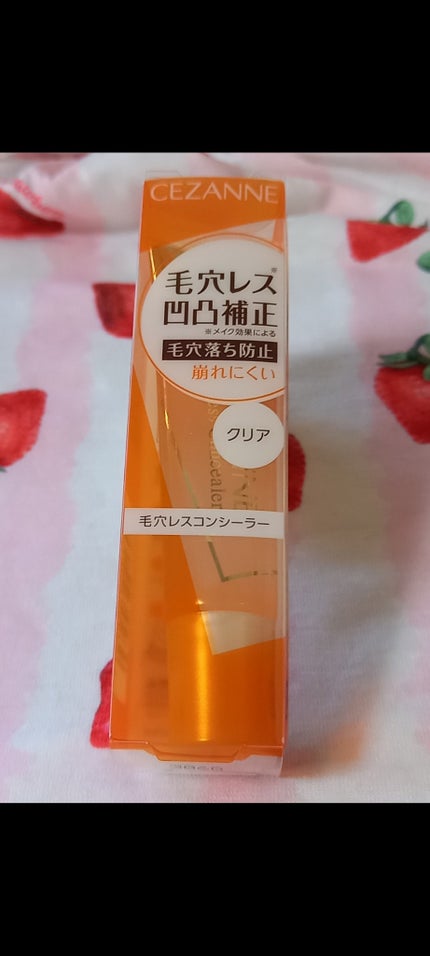 CEZANNE
毛穴レス※
凹凸補正
※メイク効果による
毛穴落ち防止
崩れにくい
クリア
Concealer
毛穴レスコンシーラー